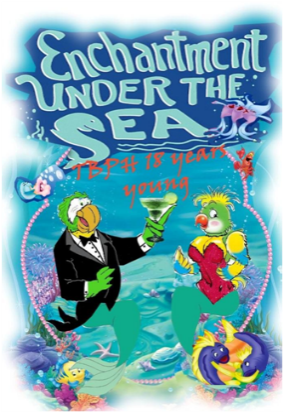 Enchantment
UNDER THE
SEA
TBPH 18 years
young